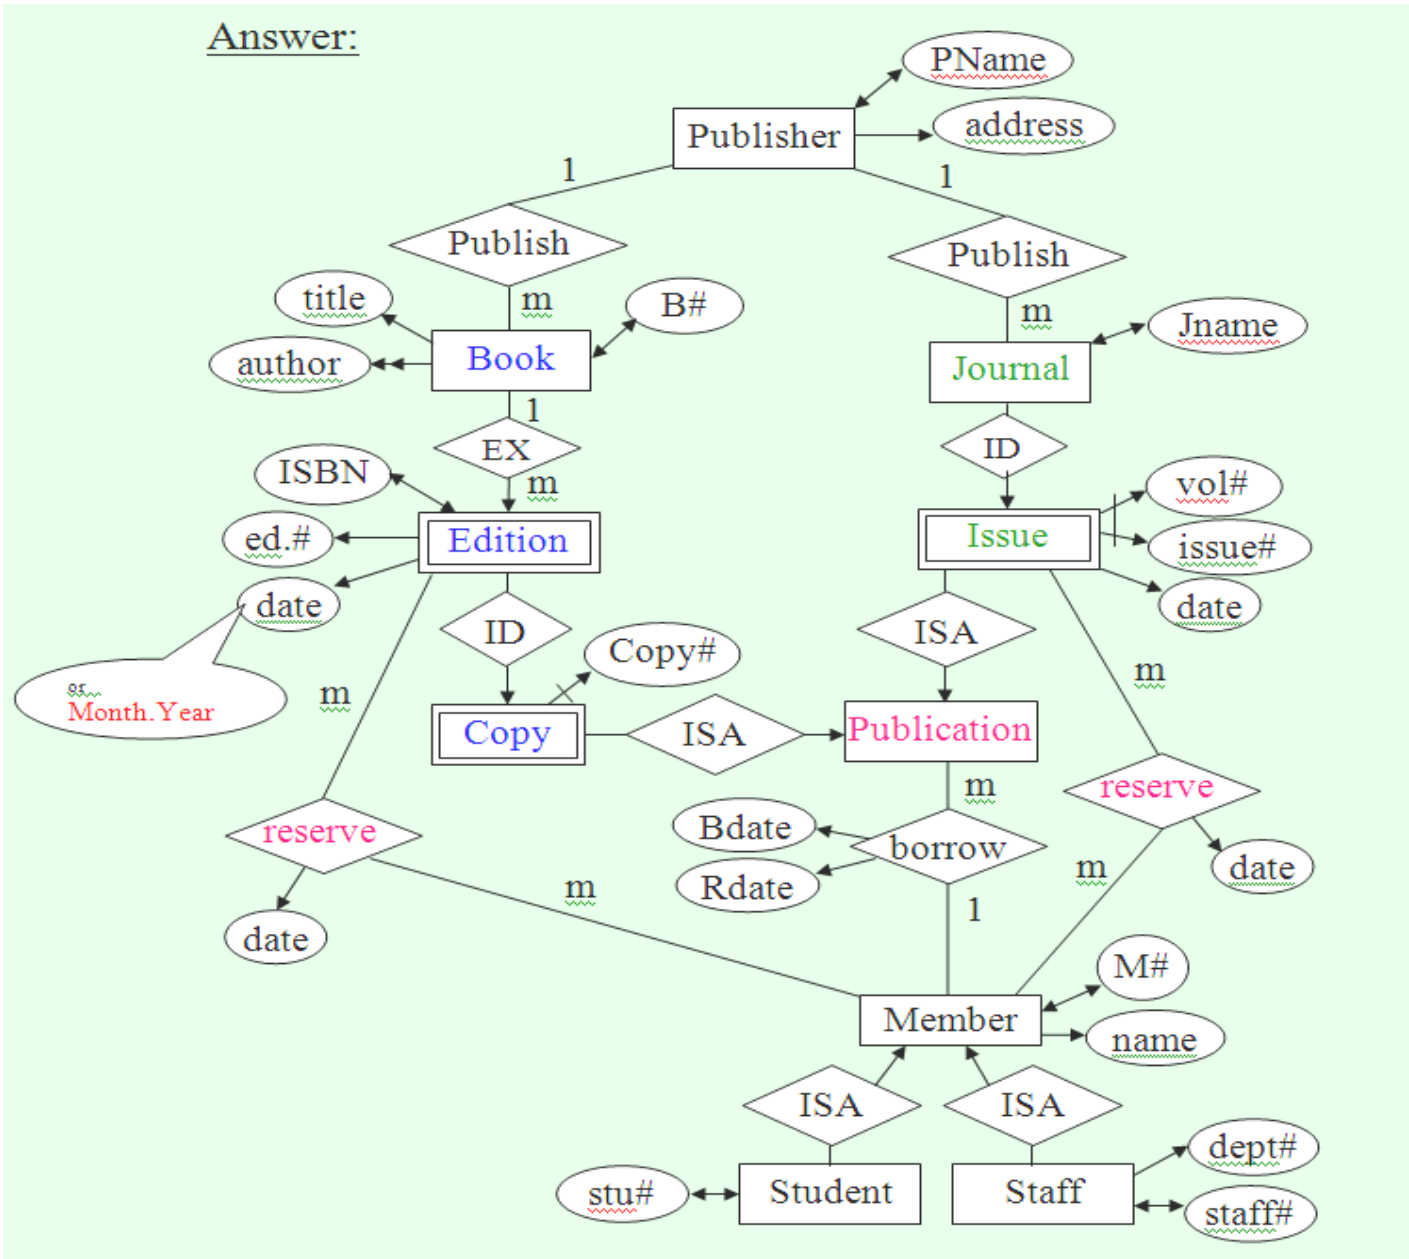 Answer:
PName
address
Publisher
1
1
Publish
Publish
title
m
B#
m
Jname
author
Book
Journal
1
EX
ID
ISBN
m
vol#
ed.#
Edition
Issue
issue#
date
date
ID
ISA
Copy#
or
Month.Year
m
m
Copy
ISA
Publication
reserve
m
reserve
Bdate
borrow
Rdate
m
m
date
date
1
M#
Member
name
ISA
ISA
dept#
stu#
Student
Staff
staff#